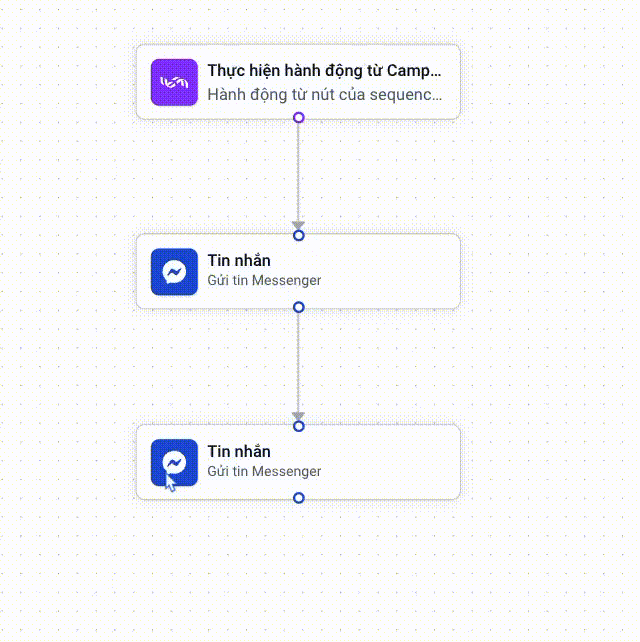 Thực hiện hành động từ Camp...
Hành động từ nút của sequenc...
Tin nhắn
Gửi tin Messenger
Tin nhắn
Gửi tin Messenger